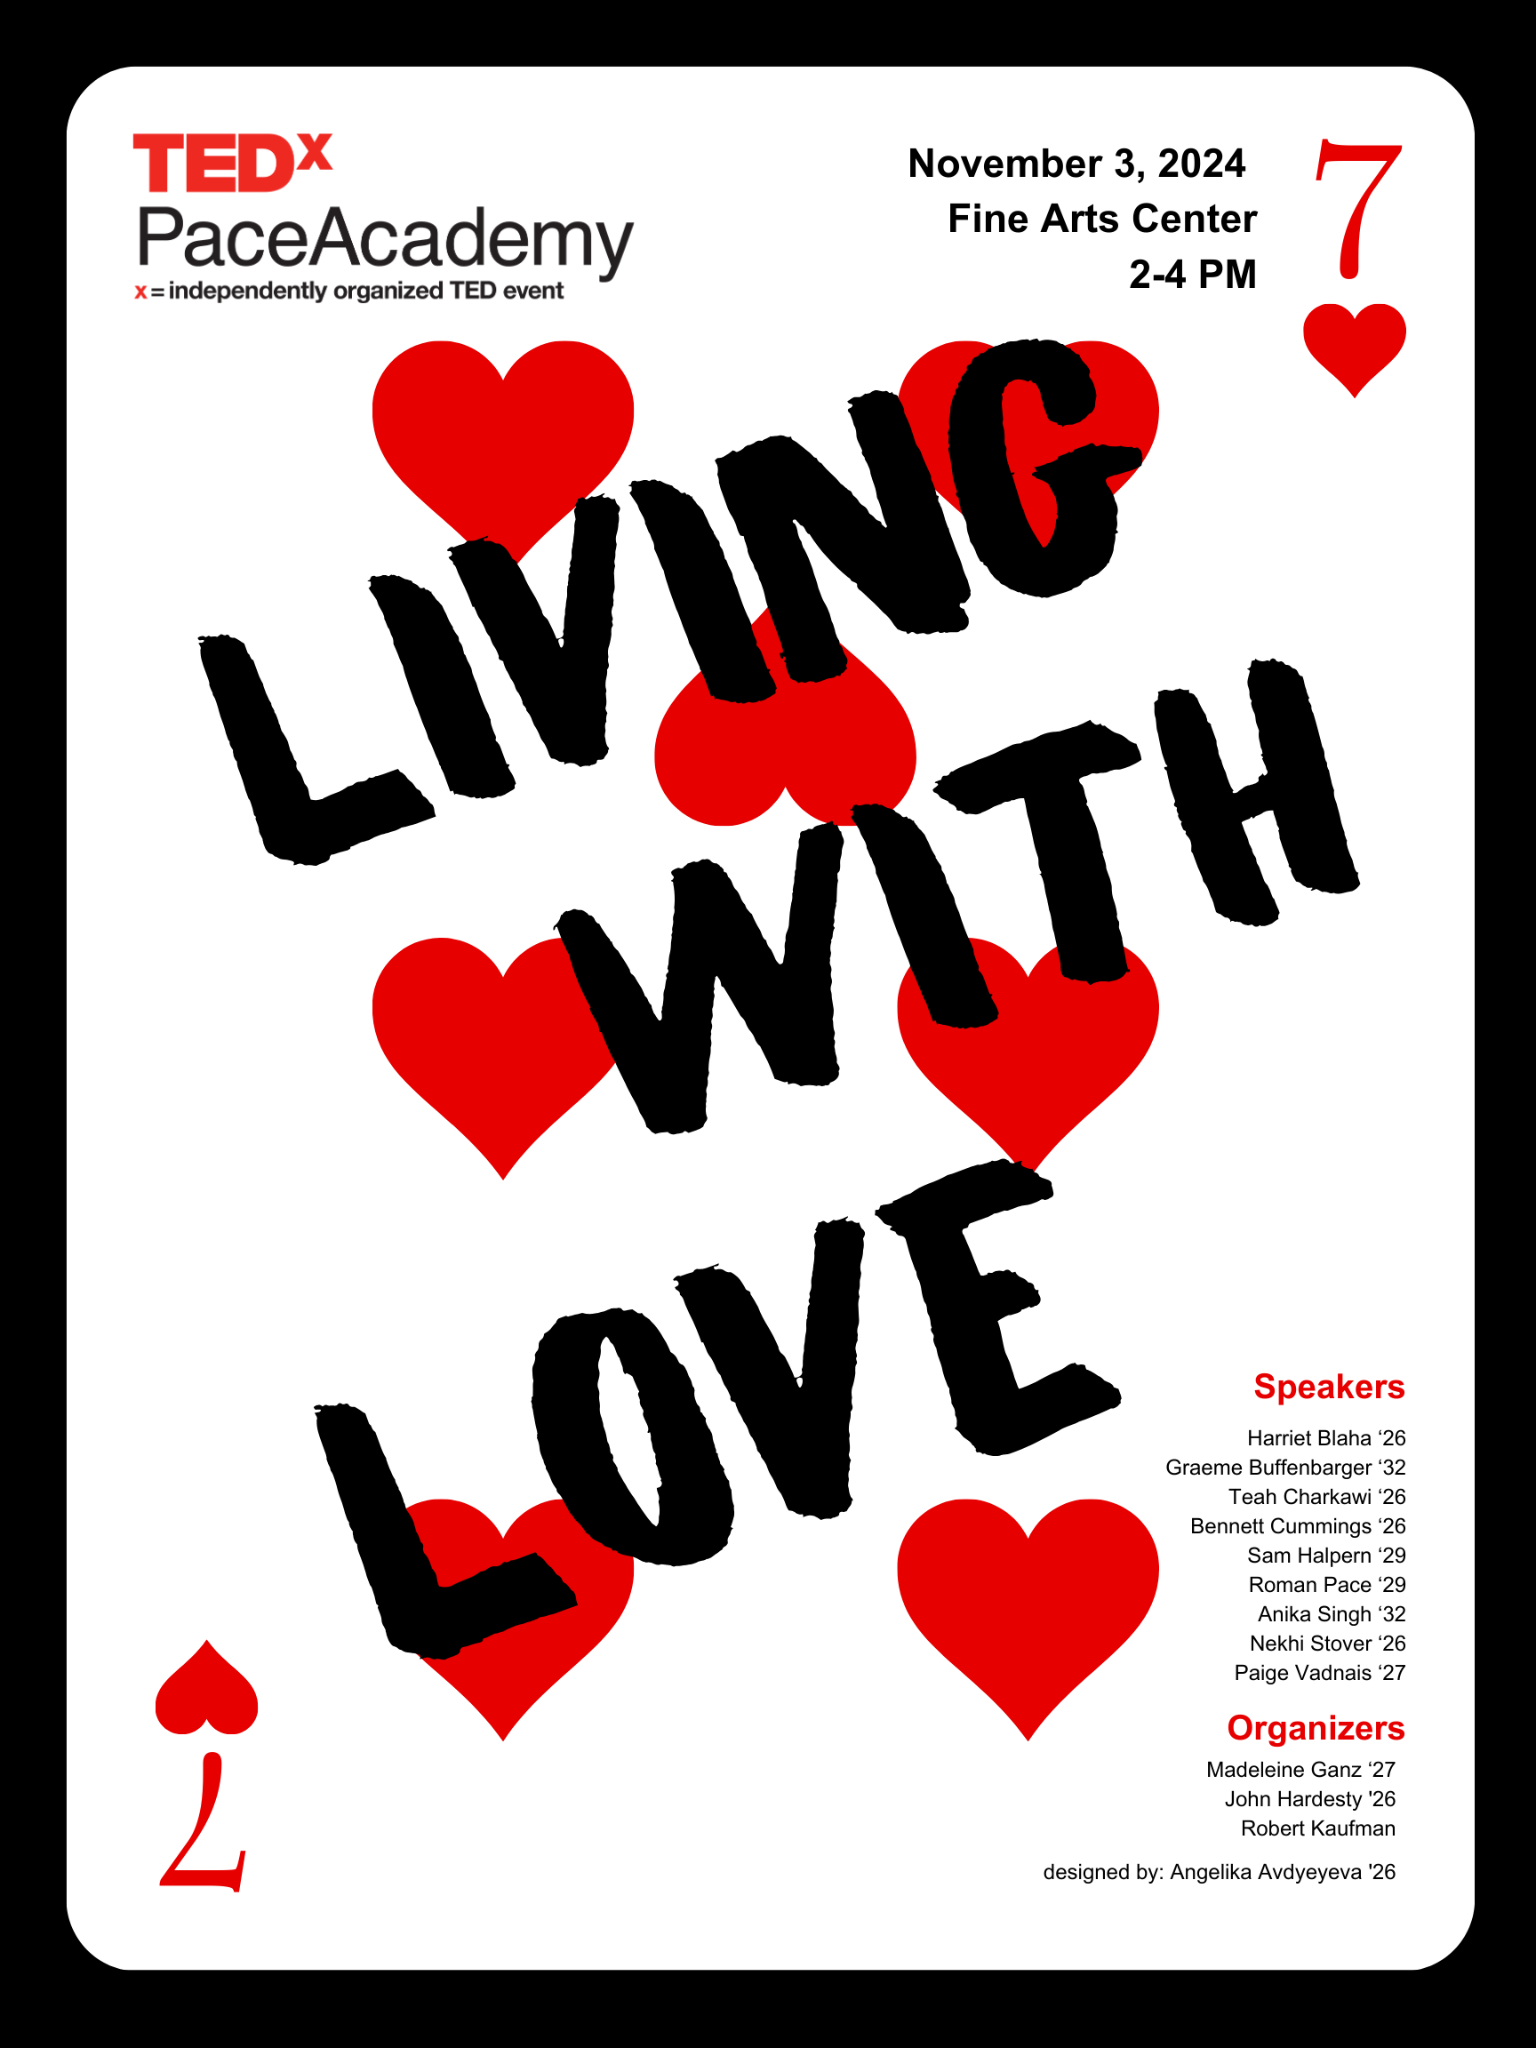 TEDx
PaceAcademy
x = independently organized TED event
November 3, 2024
Fine Arts Center
2-4 PM
7
LIVING
WITH
LOVE
Speakers
Harriet Blaha ‘26
Graeme Buffenbarger ‘32
Teah Charkawi ‘26
Bennett Cummings ‘26
Sam Halpern ‘29
Roman Pace ‘29
Anika Singh ‘32
Nekhi Stover ‘26
Paige Vadnais ‘27
Organizers
Madeleine Ganz ‘27
John Hardesty '26
Robert Kaufman
designed by: Angelika Avdyeyeva '26
7